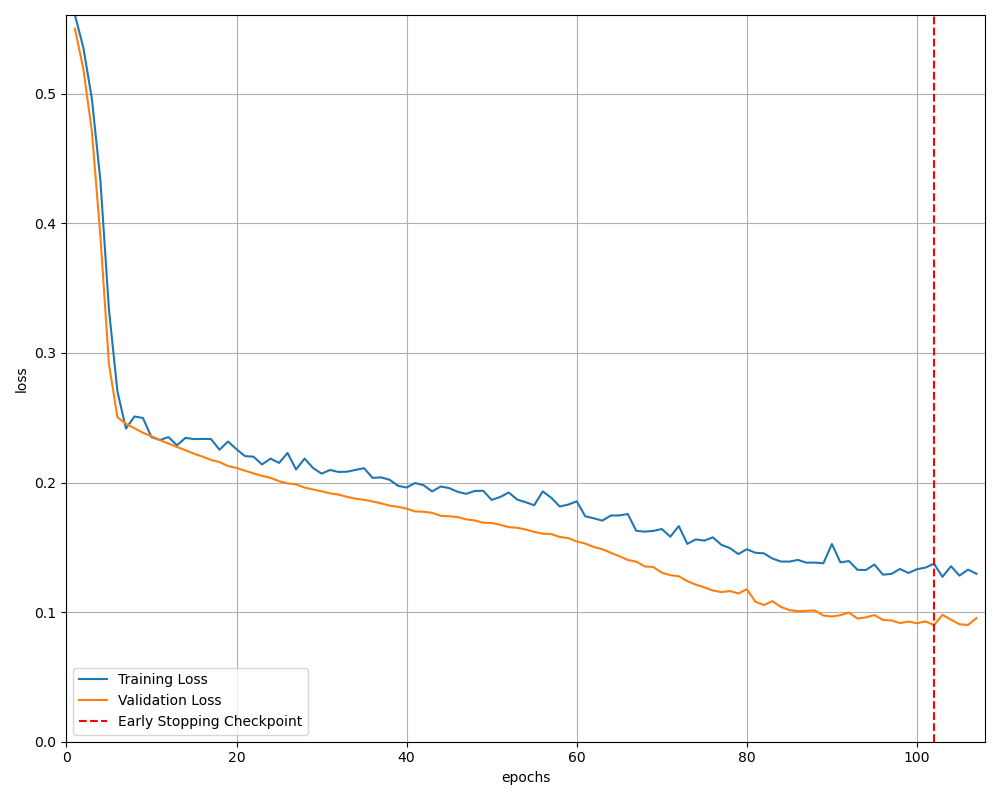 0.5
0.4
0.3
0.2
0.1
0.0
loss
Training Loss
Validation Loss
Early Stopping Checkpoint
0 20 40 60 80 100
epochs